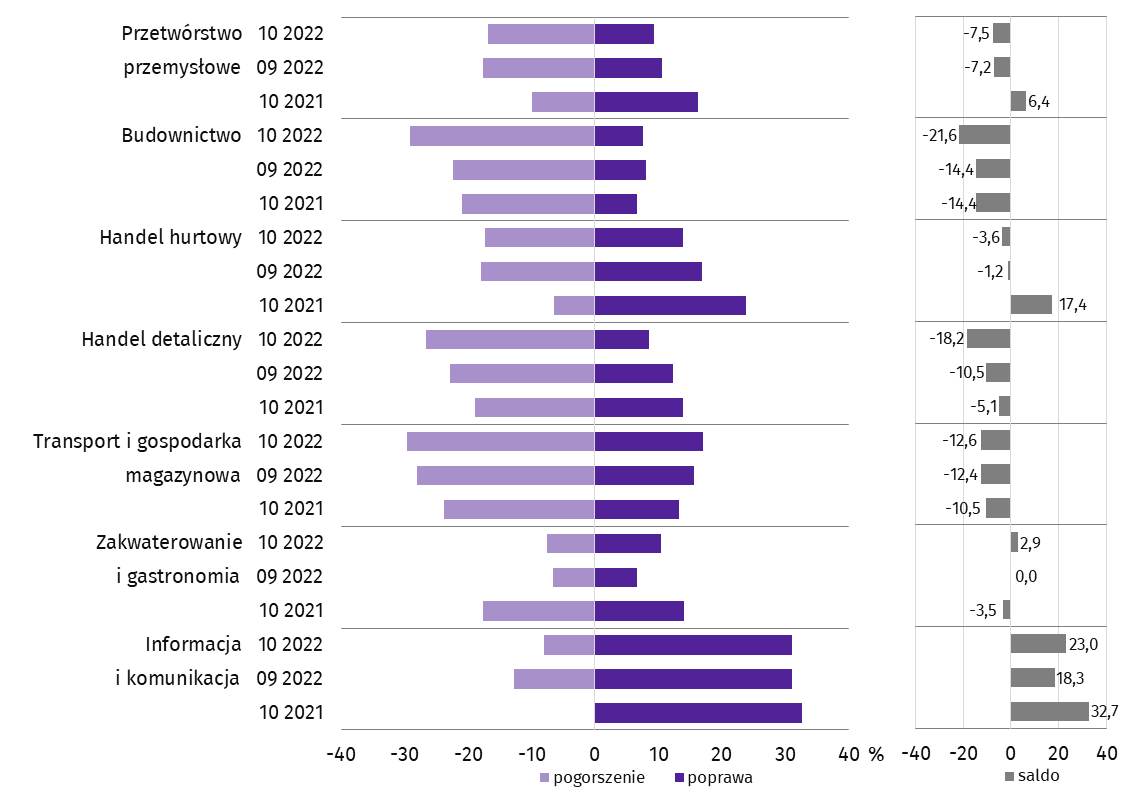 Przetwórstwo 10 2022 -7,5
przemysłowe 09 2022 -7,2
10 2021 6,4
Budownictwo 10 2022 -21,6
09 2022 -14,4
10 2021 -14,4
Handel hurtowy 10 2022 -3,6
09 2022 -1,2
10 2021 17,4
Handel detaliczny 10 2022 -18,2
09 2022 -10,5
10 2021 -5,1
Transport i gospodarka 10 2022 -12,6
magazynowa 09 2022 -12,4
10 2021 -10,5
Zakwaterowanie 10 2022 2,9
i gastronomia 09 2022 0,0
10 2021 -3,5
Informacja 10 2022 23,0
i komunikacja 09 2022 18,3
10 2021 32,7
-40 -30 -20 -10 0 10 20 30 40 % -40 -20 0 20 40
pogorszenie poprawa saldo